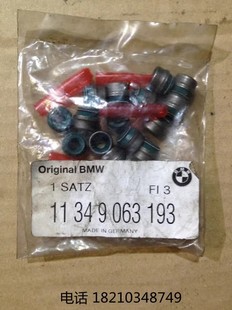 Original BMW
1 SATZ FI 3
11 34 9 063 193
MADE IN GERMANY
电话 18210348749